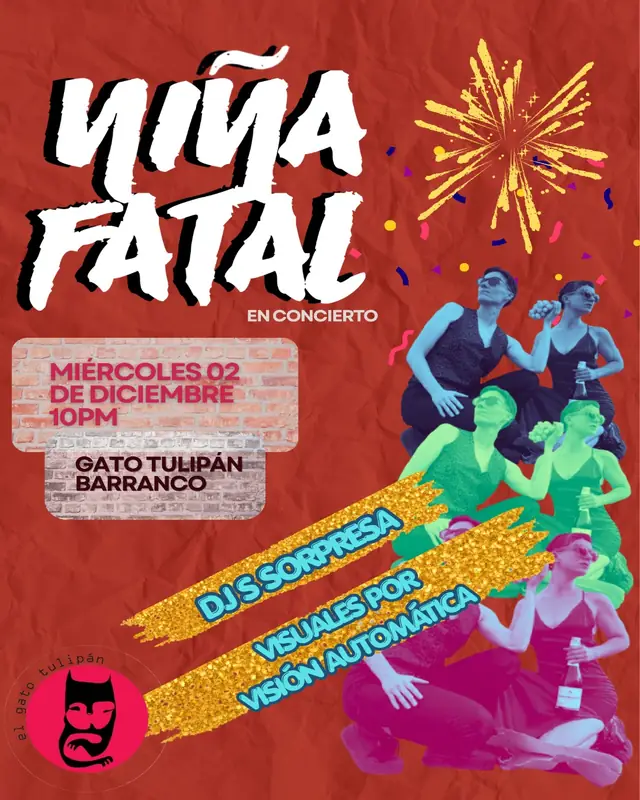 NIÑA
FATAL
EN CONCIERTO
MIÉRCOLES 02
DE DICIEMBRE
10PM
GATO TULIPÁN
BARRANCO
DJ S SORPRESA
VISUALES POR
VISIÓN AUTOMÁTICA
el gato tulipán